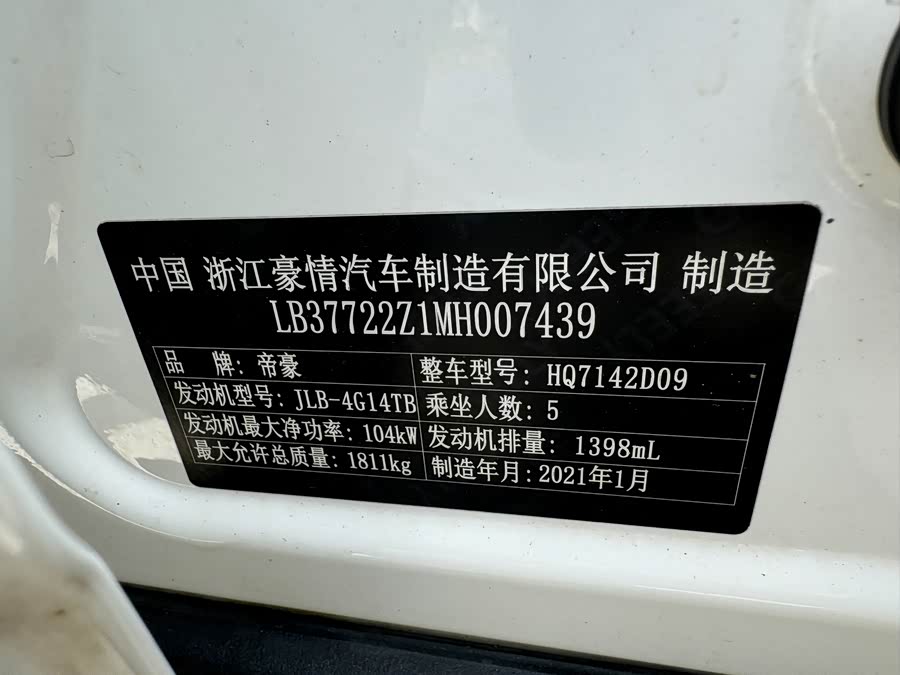 中国 浙江豪情汽车制造有限公司 制造
LB37722Z1MH007439
品 牌: 帝豪 整车型号: HQ7142D09
发动机型号: JLB-4G14TB 乘坐人数: 5
发动机最大净功率: 104kW 发动机排量: 1398mL
最大允许总质量: 1811kg 制造年月: 2021年1月